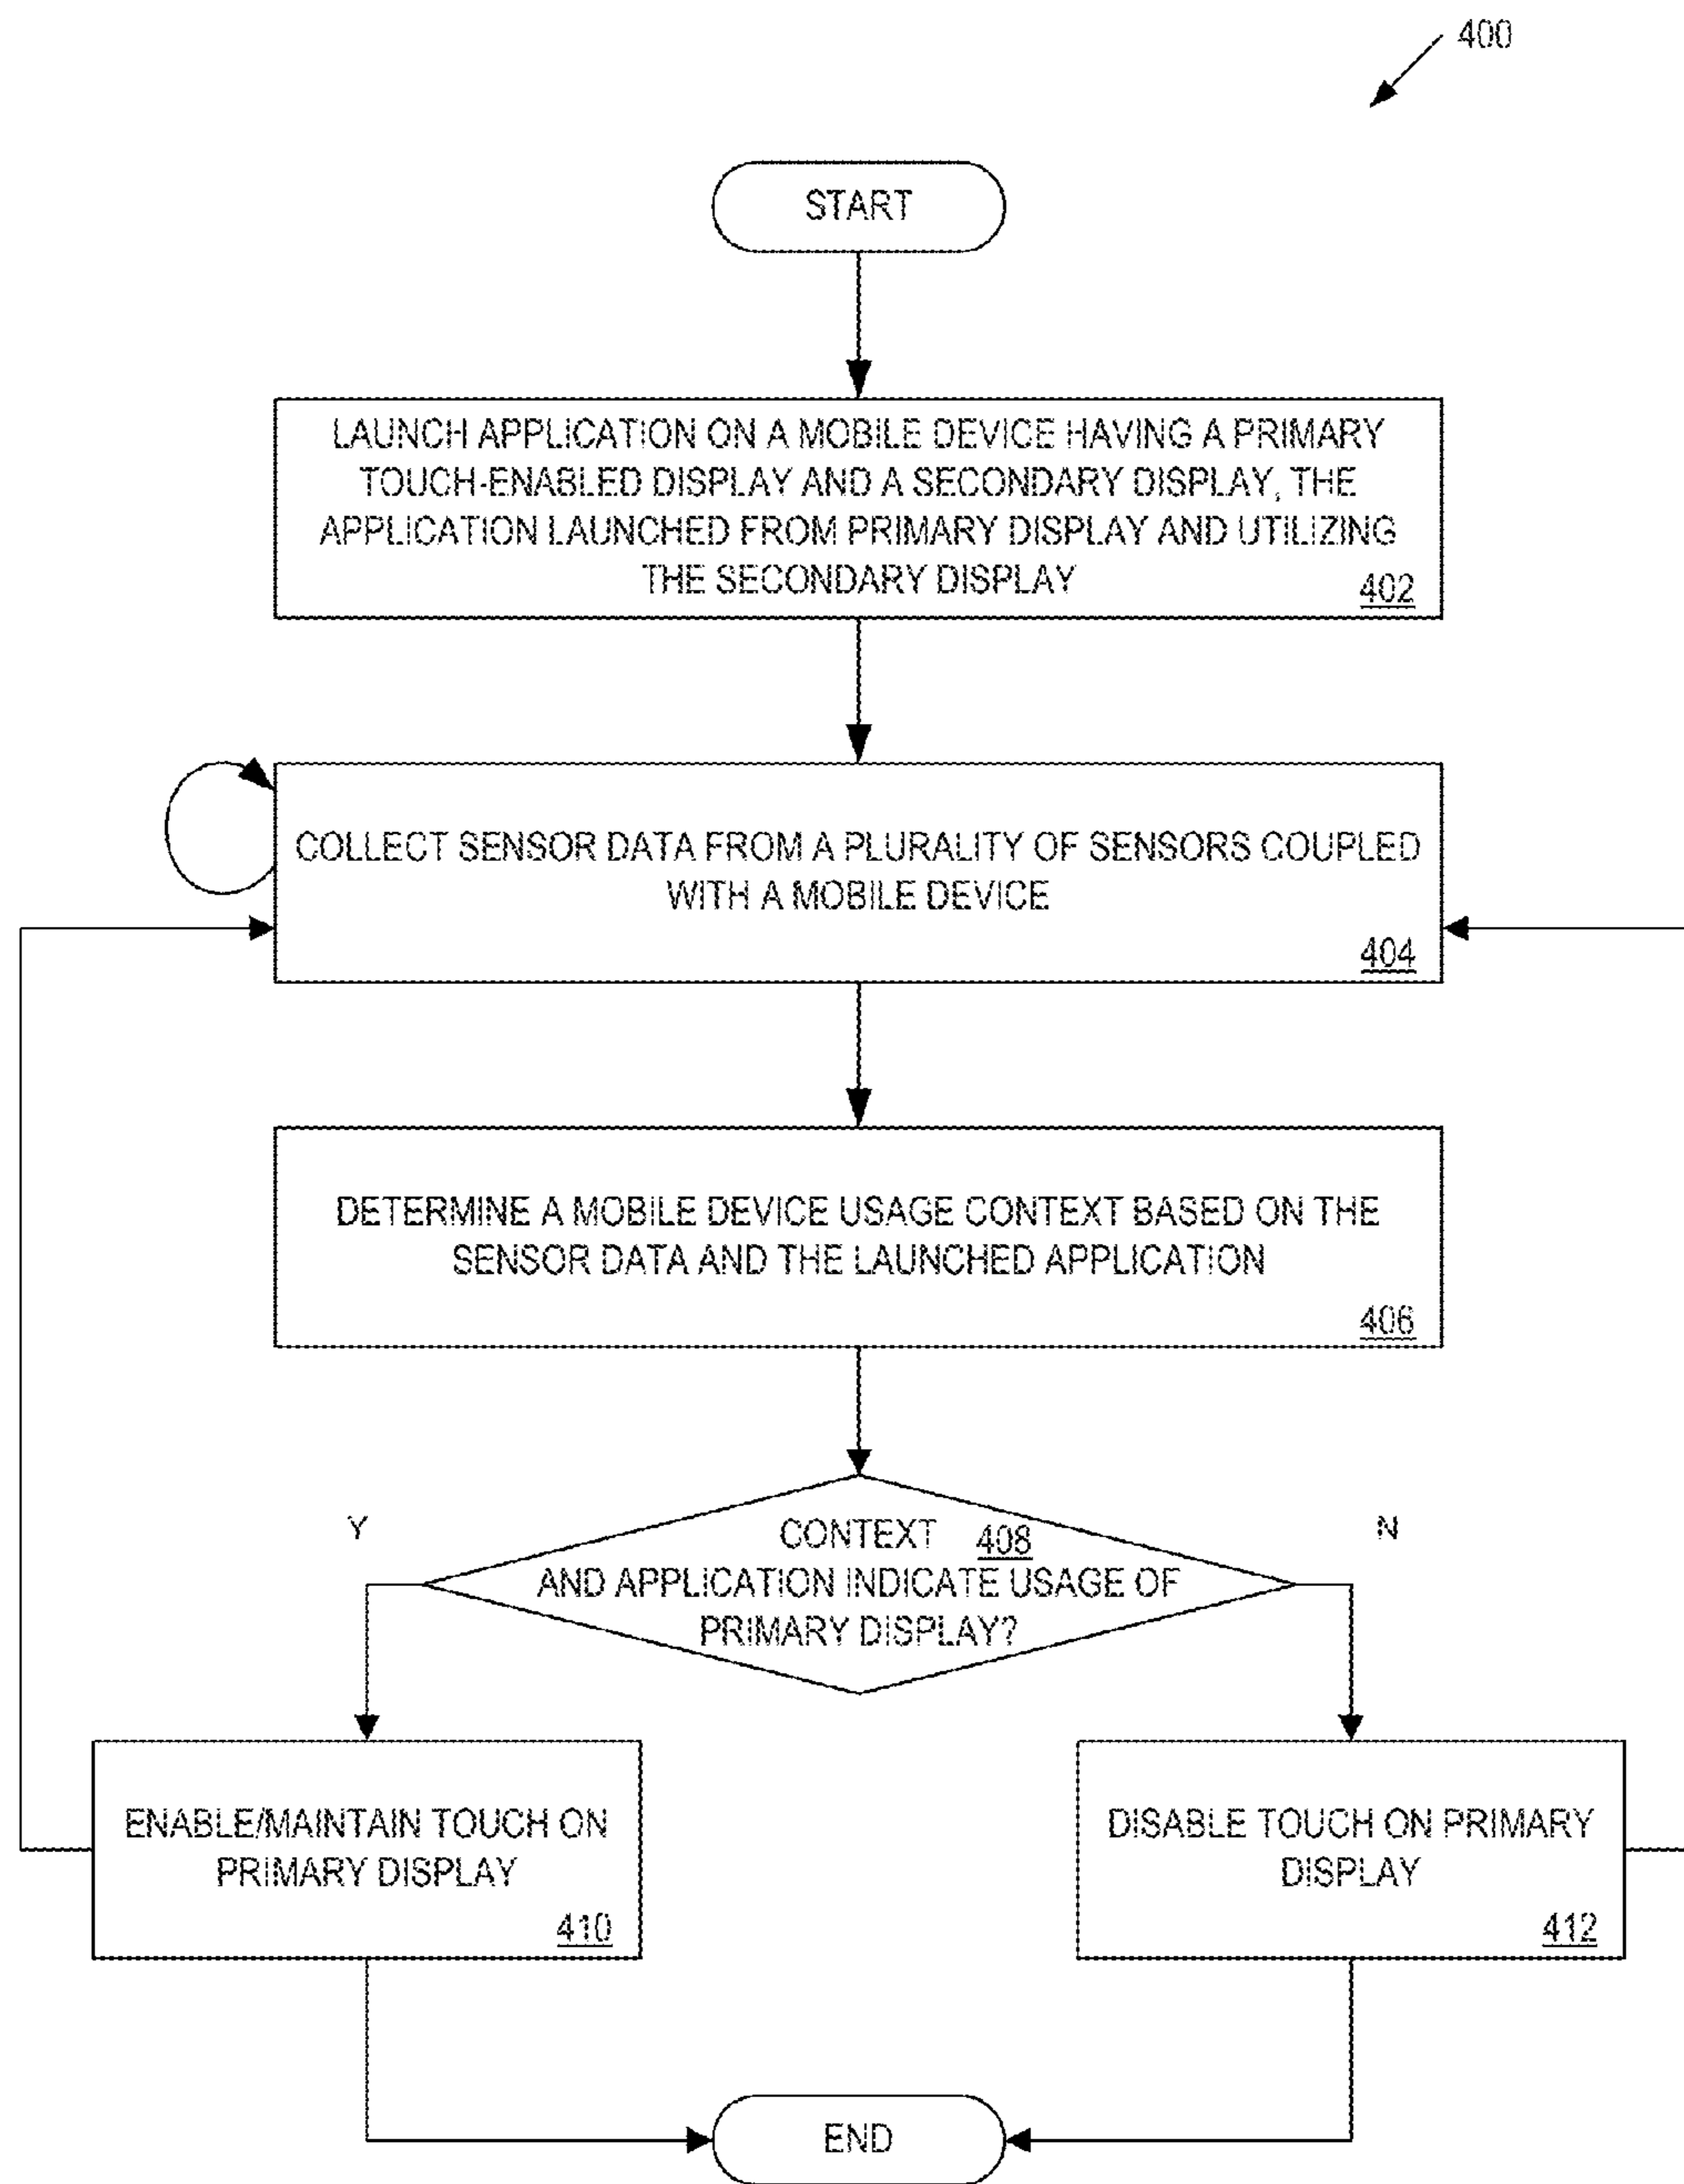 400
START
LAUNCH APPLICATION ON A MOBILE DEVICE HAVING A PRIMARY
TOUCH-ENABLED DISPLAY AND A SECONDARY DISPLAY, THE
APPLICATION LAUNCHED FROM PRIMARY DISPLAY AND UTILIZING
THE SECONDARY DISPLAY
402
COLLECT SENSOR DATA FROM A PLURALITY OF SENSORS COUPLED
WITH A MOBILE DEVICE
404
DETERMINE A MOBILE DEVICE USAGE CONTEXT BASED ON THE
SENSOR DATA AND THE LAUNCHED APPLICATION
406
Y
N
CONTEXT 408
AND APPLICATION INDICATE USAGE OF
PRIMARY DISPLAY?
ENABLE/MAINTAIN TOUCH ON
PRIMARY DISPLAY
410
DISABLE TOUCH ON PRIMARY
DISPLAY
412
END